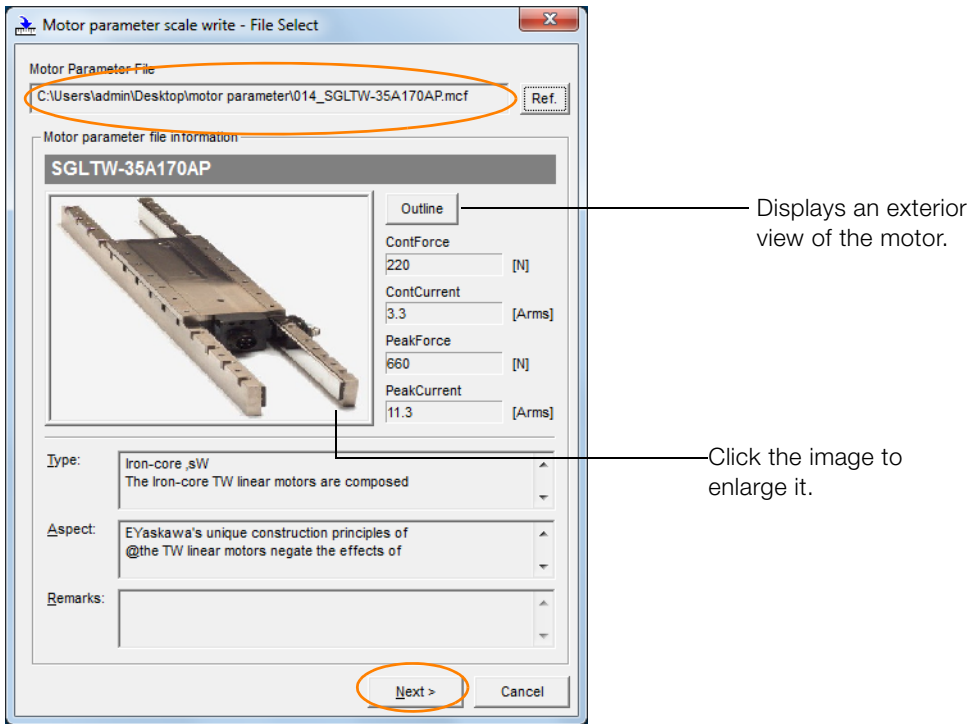 Motor parameter scale write - File Select
Motor Parameter File
C:\Users\admin\Desktop\motor parameter\014_SGLTW-35A170AP.mcf
Ref.
Motor parameter file information
SGLTW-35A170AP
Outline
Displays an exterior
view of the motor.
ContForce
220 [N]
ContCurrent
3.3 [Arms]
PeakForce
660 [N]
PeakCurrent
11.3 [Arms]
Click the image to
enlarge it.
Type:
Iron-core ,sW
The Iron-core TW linear motors are composed
Aspect:
EYaskawa's unique construction principles of
@the TW linear motors negate the effects of
Remarks:
Next >
Cancel